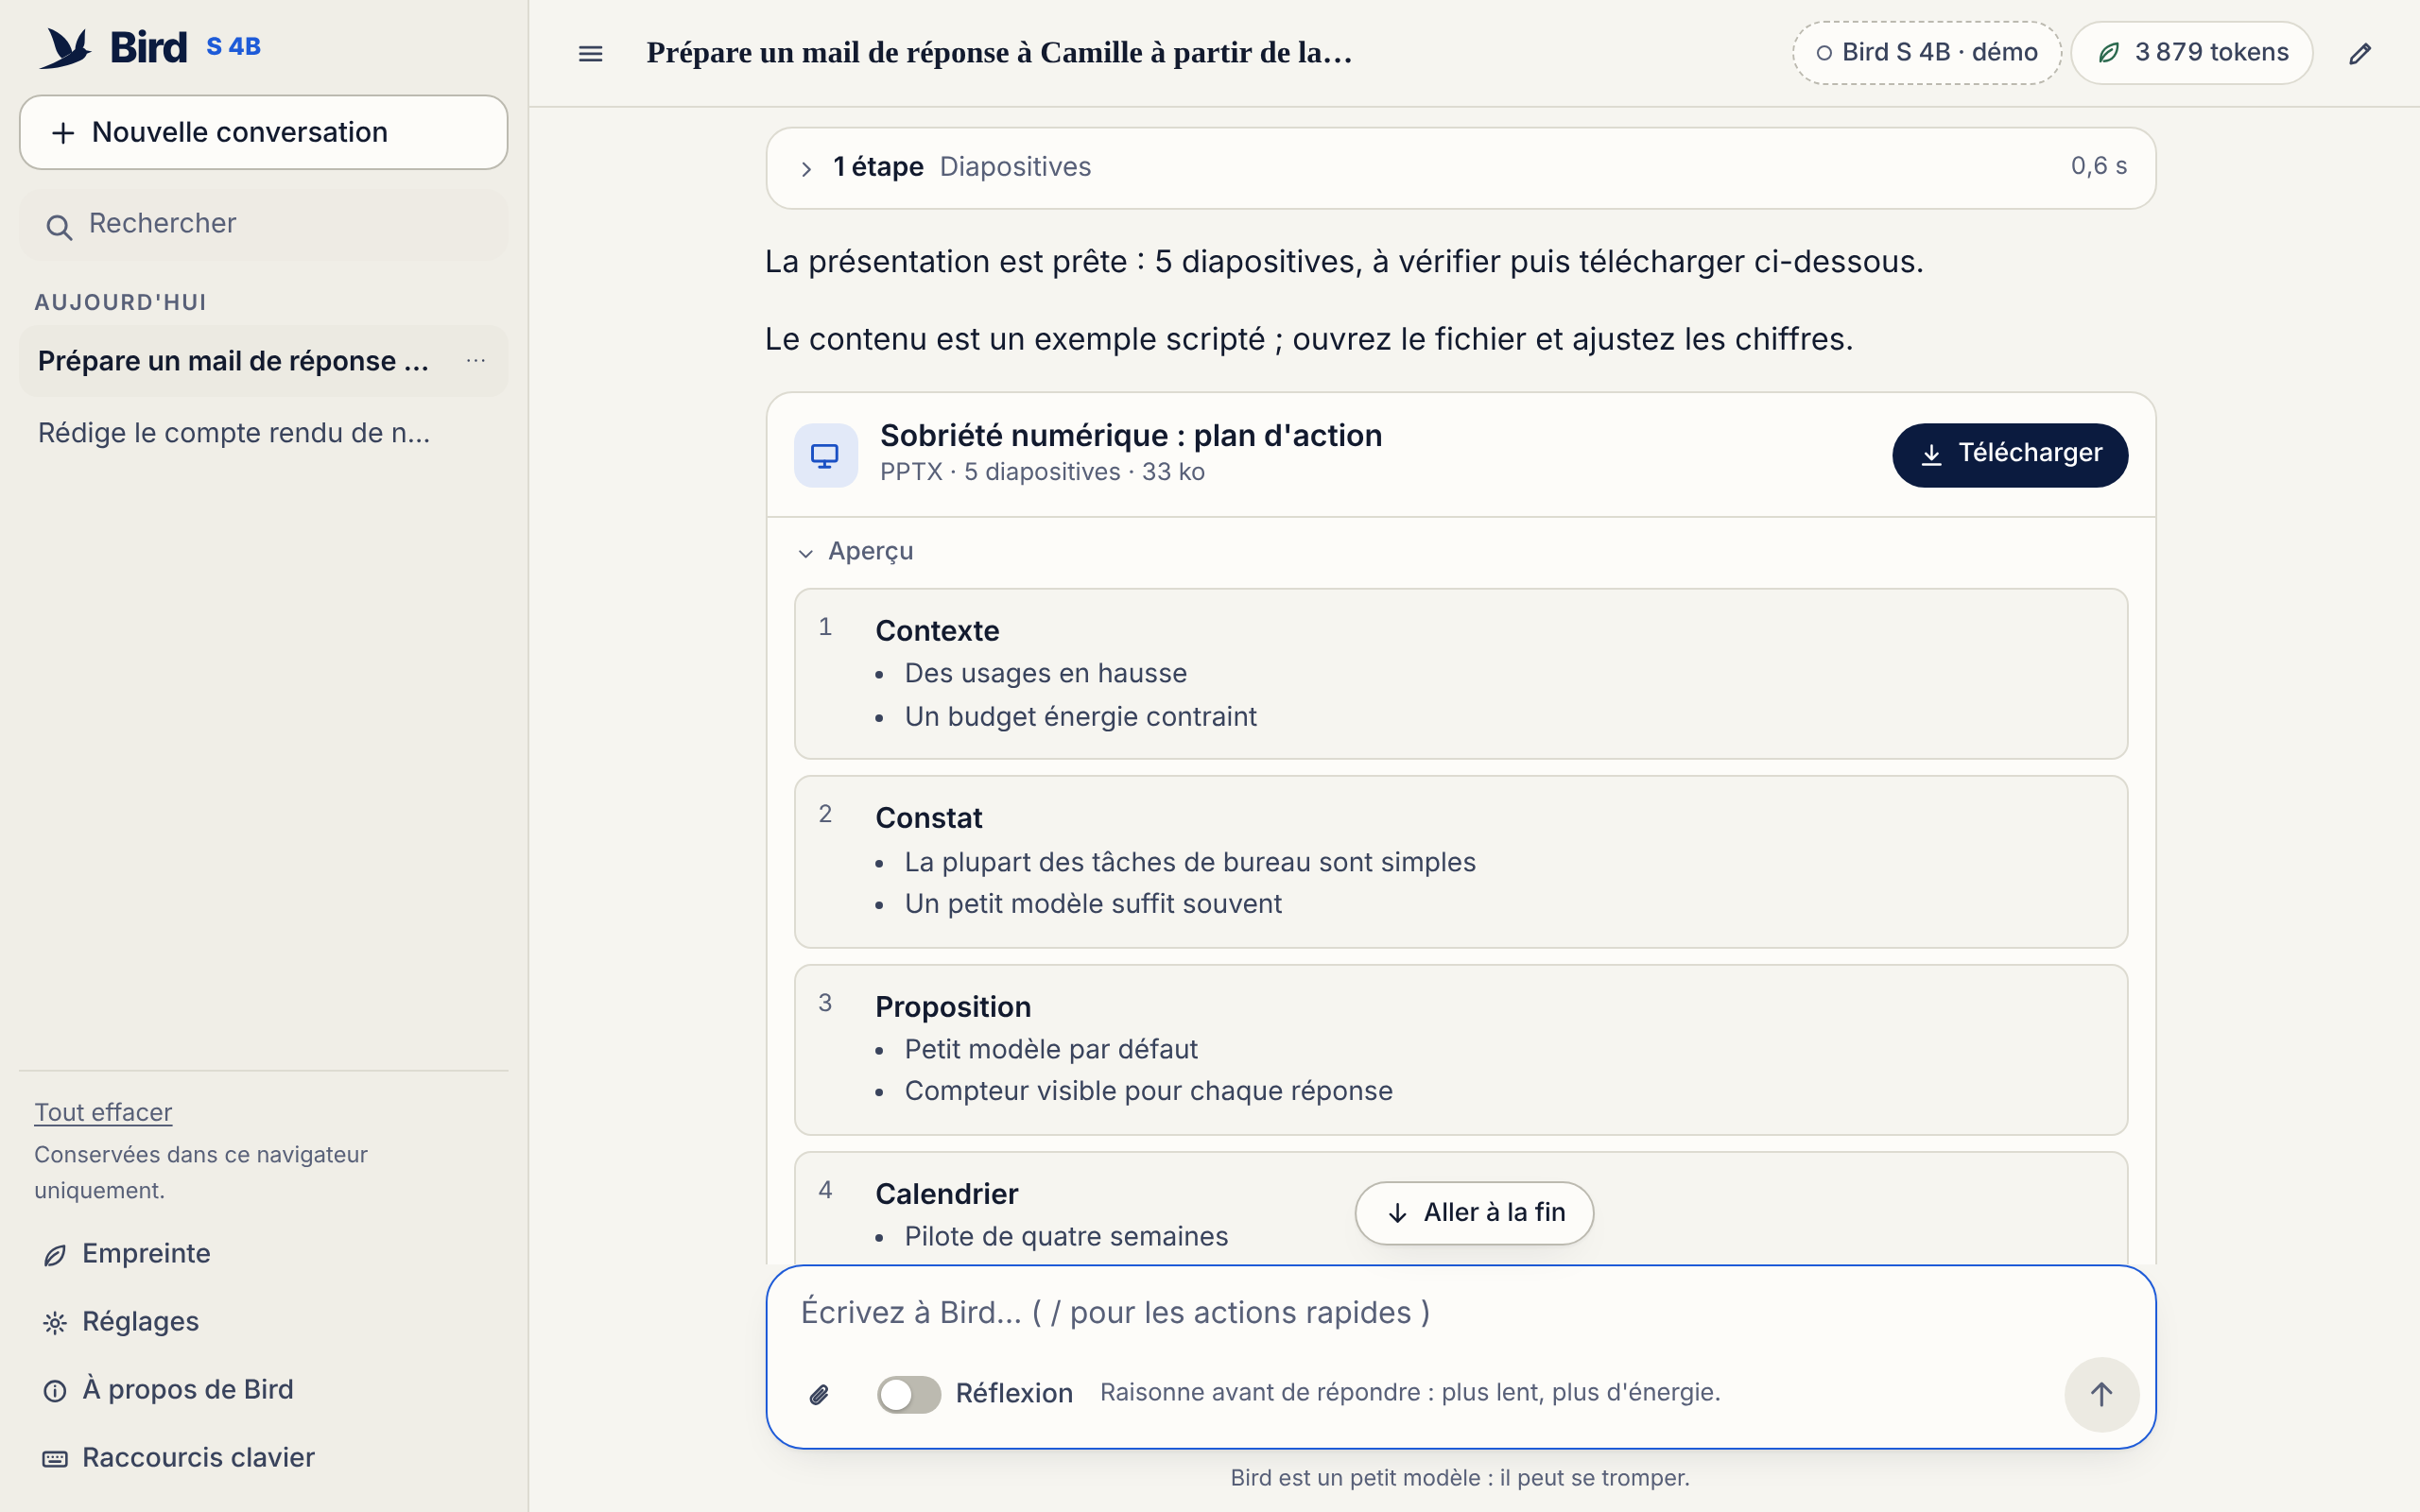 Bird S 4B
Nouvelle conversation
Rechercher
AUJOURD'HUI
Prépare un mail de réponse …
Rédige le compte rendu de n…
Tout effacer
Conservées dans ce navigateur
uniquement.
Empreinte
Réglages
À propos de Bird
Raccourcis clavier
Prépare un mail de réponse à Camille à partir de la…
Bird S 4B · démo
3 879 tokens
1 étape Diapositives
0,6 s
La présentation est prête : 5 diapositives, à vérifier puis télécharger ci-dessous.
Le contenu est un exemple scripté ; ouvrez le fichier et ajustez les chiffres.
Sobriété numérique : plan d'action
PPTX · 5 diapositives · 33 ko
Télécharger
Aperçu
1 Contexte
• Des usages en hausse
• Un budget énergie contraint
2 Constat
• La plupart des tâches de bureau sont simples
• Un petit modèle suffit souvent
3 Proposition
• Petit modèle par défaut
• Compteur visible pour chaque réponse
4 Calendrier
• Pilote de quatre semaines
Aller à la fin
Écrivez à Bird… ( / pour les actions rapides )
Réflexion Raisonne avant de répondre : plus lent, plus d'énergie.
Bird est un petit modèle : il peut se tromper.